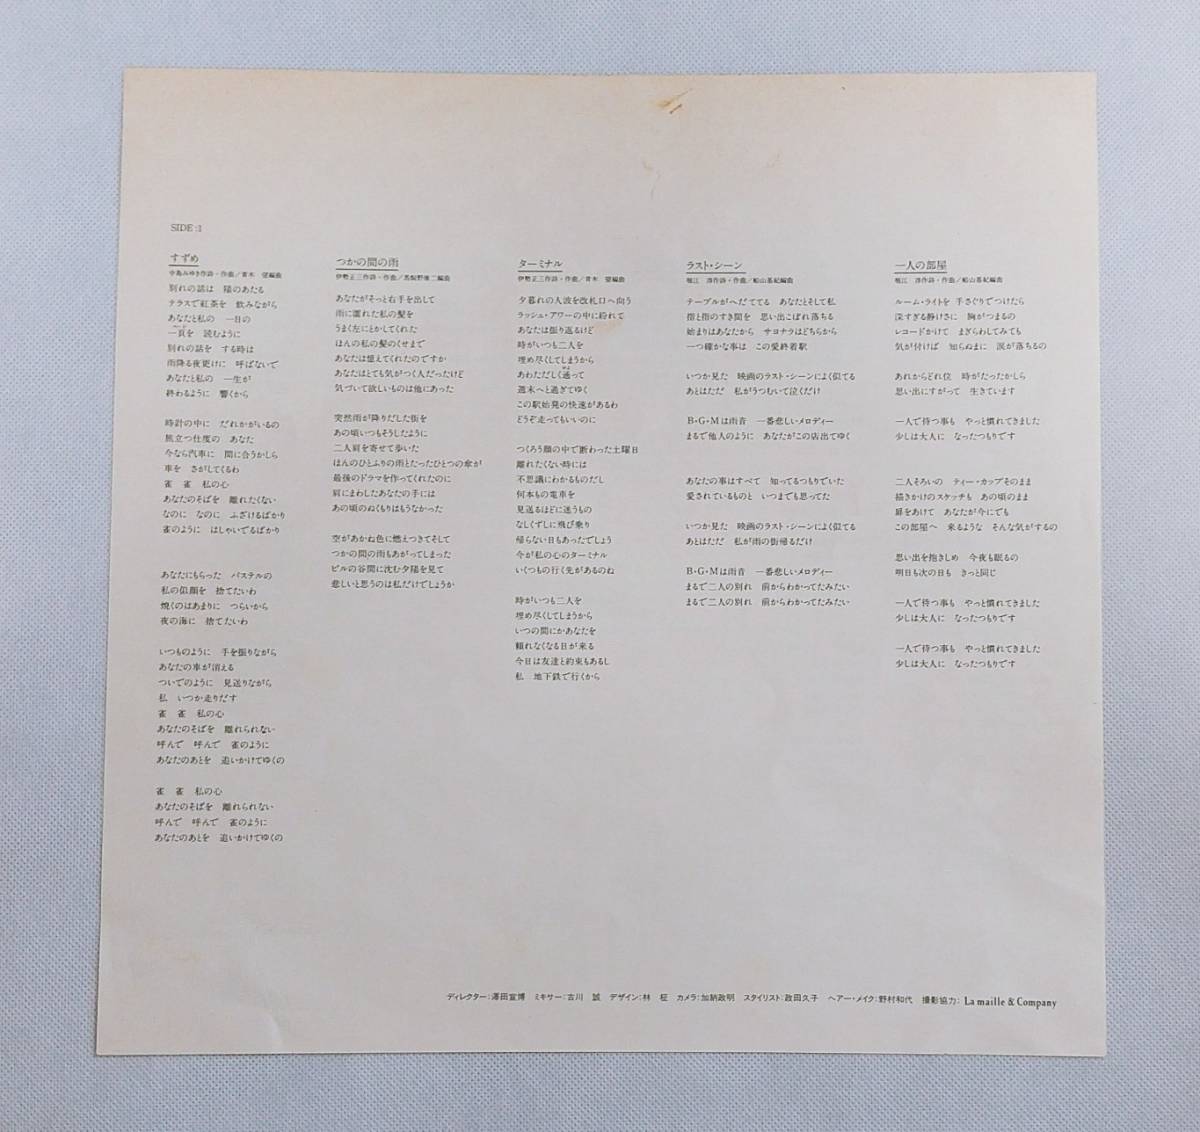 SIDE:1
すずめ
中島みゆき作詩・作曲/青木　望編曲
別れの話は　陽のあたる
テラスで紅茶を　飲みながら
あなたと私の　一日の
一頁を　読むように
別れの話を　する時は
雨降る夜更けに　呼ばないで
あなたと私の　一生が
終わるように　響くから
時計の中に　だれかがいるの
旅立つ仕度の　あなた
今なら汽車に　間に合うかしら
車を　さがしてくるわ
雀　雀　私の心
あなたのそばを　離れたくない
なのに　なのに　ふざけるばかり
雀のように　はしゃいでるばかり
あなたにもらった　パステルの
私の似顔を　捨てたいわ
焼くのはあまりに　つらいから
夜の海に　捨てたいわ
いつものように　手を振りながら
あなたの車が消える
ついでのように　見送りながら
私　いつか走りだす
雀　雀　私の心
あなたのそばを　離れられない
呼んで　呼んで　雀のように
あなたのあとを　追いかけてゆくの
雀　雀　私の心
あなたのそばを　離れられない
呼んで　呼んで　雀のように
あなたのあとを　追いかけてゆくの
つかの間の雨
伊勢正三作詩・作曲/馬飼野俊二編曲
あなたがそっと右手を出して
雨に濡れた私の髪を
うまく左にとかしてくれた
ほんの私の髪のくせまで
あなたは憶えてくれたのですか
あなたはとても気がつく人だったけど
気づいて欲しいものは他にあった
突然雨が降りだした街を
あの頃いつもそうしたように
二人肩を寄せて歩いた
ほんのひとふりの雨とたったひとつの傘が
最後のドラマを作ってくれたのに
肩にまわしたあなたの手には
あの頃のぬくもりはもうなかった
空があかね色に燃えつきてそして
つかの間の雨もあがってしまった
ビルの谷間に沈む夕陽を見て
悲しいと思うのは私だけでしょうか
ターミナル
伊勢正三作詩・作曲/青木　望編曲
夕暮れの人波を改札口へ向う
ラッシュ・アワーの中に紛れて
あなたは振り返るけど
時がいつも二人を
埋め尽くしてしまうから
あわただしく通って
週末へと過ぎてゆく
この駅始発の快速があるわ
どうぞ走ってもいいのに
つくろう顔の中で断わった土曜日
離れたくない時には
不思議にわかるものだし
何本もの電車を
見送るほどに迷うもの
なしくずしに飛び乗り
帰らない日もあったでしょう
今が私の心のターミナル
いくつもの行く先があるのね
時がいつも二人を
埋め尽くしてしまうから
いつの間にかあなたを
頼れなくなる日が来る
今日は友達と約束もあるし
私　地下鉄で行くから
ラスト・シーン
堀江　淳作詩・作曲/船山基紀編曲
テーブルがへだててる　あなたとそして私
指と指のすき間を　思い出こぼれ落ちる
始まりはあなたから　サヨナラはどちらから
一つ確かな事は　この愛終着駅
いつか見た　映画のラスト・シーンによく似てる
あとはただ　私がうつむいて泣くだけ
B・G・Mは雨音　一番悲しいメロディー
まるで他人のように　あなたがこの店出てゆく
あなたの事はすべて　知ってるつもりでいた
愛されているものと　いつまでも思ってた
いつか見た　映画のラスト・シーンによく似てる
あとはただ　私が雨の街帰るだけ
B・G・Mは雨音　一番悲しいメロディー
まるで二人の別れ　前からわかってたみたい
まるで二人の別れ　前からわかってたみたい
一人の部屋
堀江　淳作詩・作曲/船山基紀編曲
ルーム・ライトを　手さぐりでつけたら
深すぎる静けさに　胸がつまるの
レコードかけて　まぎらわしてみても
気が付けば　知らぬまに　涙が落ちるの
あれからどれ位　時がたったかしら
思い出にすがって　生きています
一人で待つ事も　やっと慣れてきました
少しは大人に　なったつもりです
二人そろいの　ティー・カップそのまま
描きかけのスケッチも　あの頃のまま
扉をあけて　あなたが今にでも
この部屋へ　来るような　そんな気がするの
思い出を抱きしめ　今夜も眠るの
明日も次の日も　きっと同じ
一人で待つ事も　やっと慣れてきました
少しは大人に　なったつもりです
一人で待つ事も　やっと慣れてきました
少しは大人に　なったつもりです
ディレクター:澤田宣博　ミキサー:吉川　誠　デザイン:林　柾　カメラ:加納政明　スタイリスト:政田久子　ヘアー・メイク:野村和代　撮影協力:La maille & Company